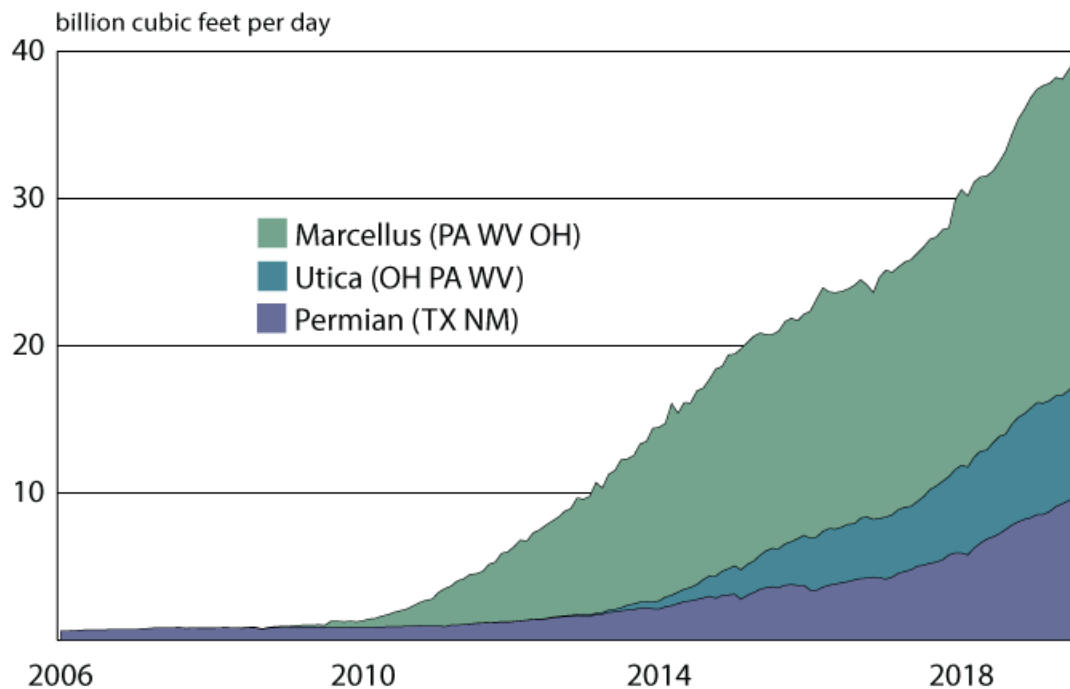 billion cubic feet per day
40
30
Marcellus (PA WV OH)
Utica (OH PA WV)
Permian (TX NM)
20
10
2006 2010 2014 2018